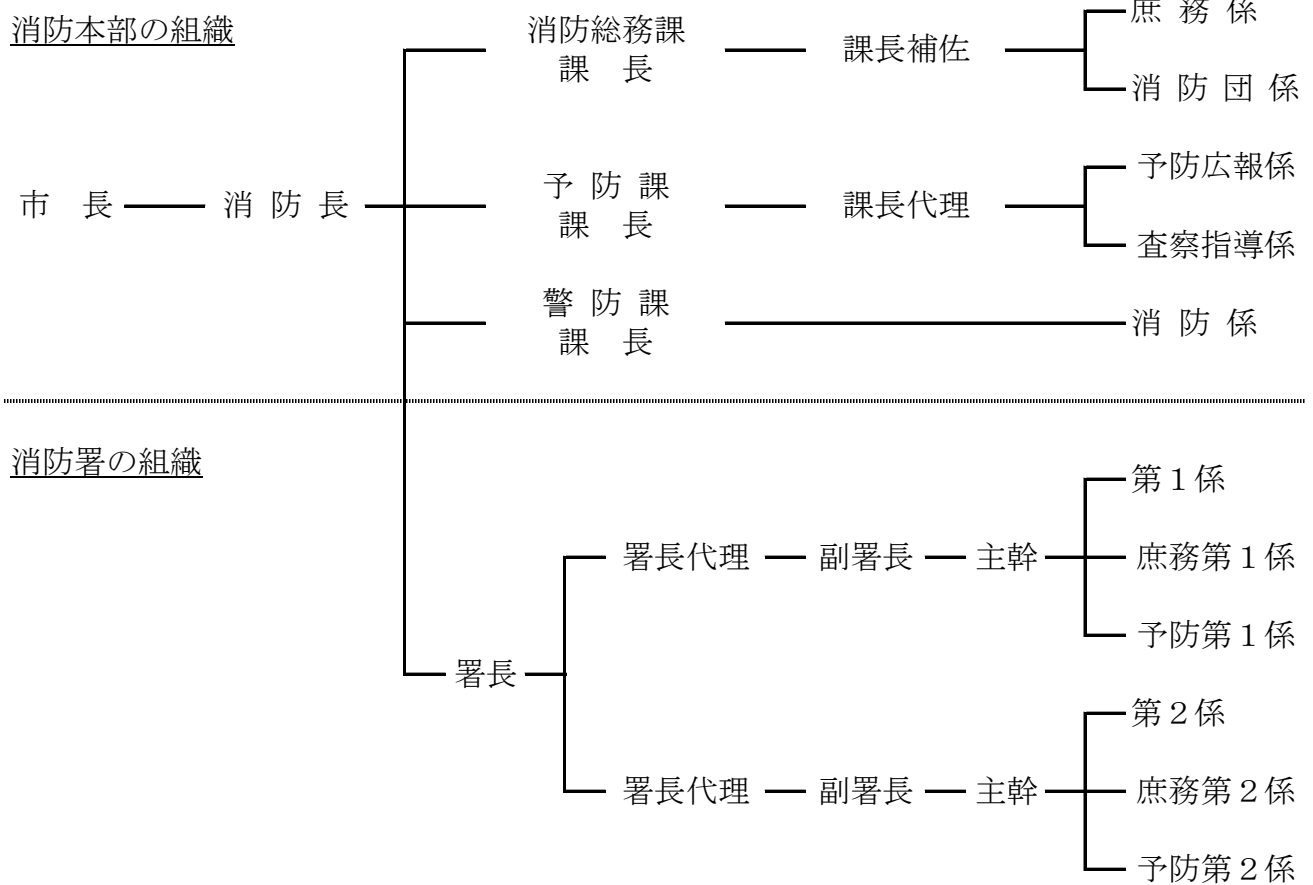 庶 務 係
消防本部の組織
消防総務課
課　長
課長補佐
消 防 団 係
予防広報係
市　長
消 防 長
予 防 課
課　長
課長代理
査察指導係
警 防 課
課　長
消 防 係
消防署の組織
第１係
署長代理
副署長
主幹
庶務第１係
予防第１係
署長
第２係
署長代理
副署長
主幹
庶務第２係
予防第２係